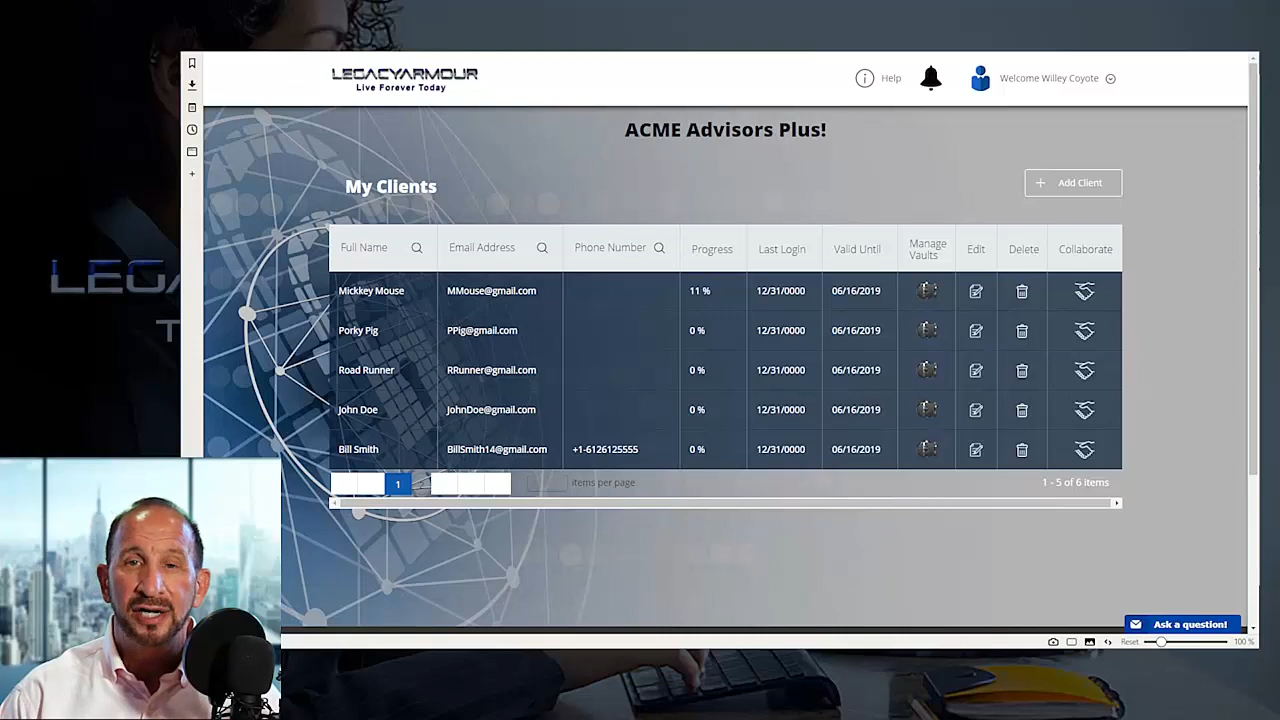 LEGACYARMOUR
Live Forever Today
Help
Welcome Willey Coyote
ACME Advisors Plus!
My Clients
+ Add Client
Full Name Email Address Phone Number Progress Last Login Valid Until Manage Vaults Edit Delete Collaborate
Mickkey Mouse MMouse@gmail.com 11 % 12/31/0000 06/16/2019
Porky Pig PPig@gmail.com 0 % 12/31/0000 06/16/2019
Road Runner RRunner@gmail.com 0 % 12/31/0000 06/16/2019
John Doe JohnDoe@gmail.com 0 % 12/31/0000 06/16/2019
Bill Smith BillSmith14@gmail.com +1-6126125555 0 % 12/31/0000 06/16/2019
1 items per page 1 - 5 of 6 items
Ask a question!
Reset 100 %
LEG
T